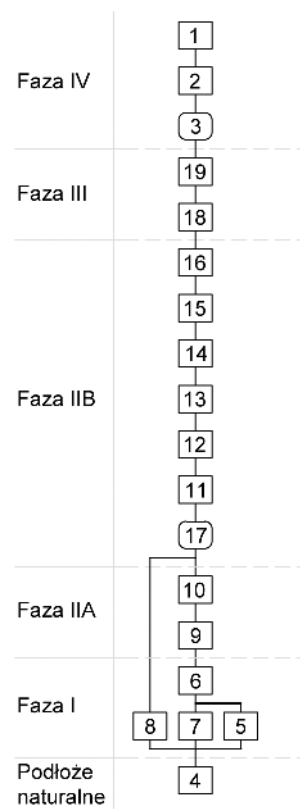 1
Faza IV
2
3
19
Faza III
18
16
15
14
Faza IIB
13
12
11
17
10
Faza IIA
9
6
Faza I
8 7 5
Podłoże
naturalne
4